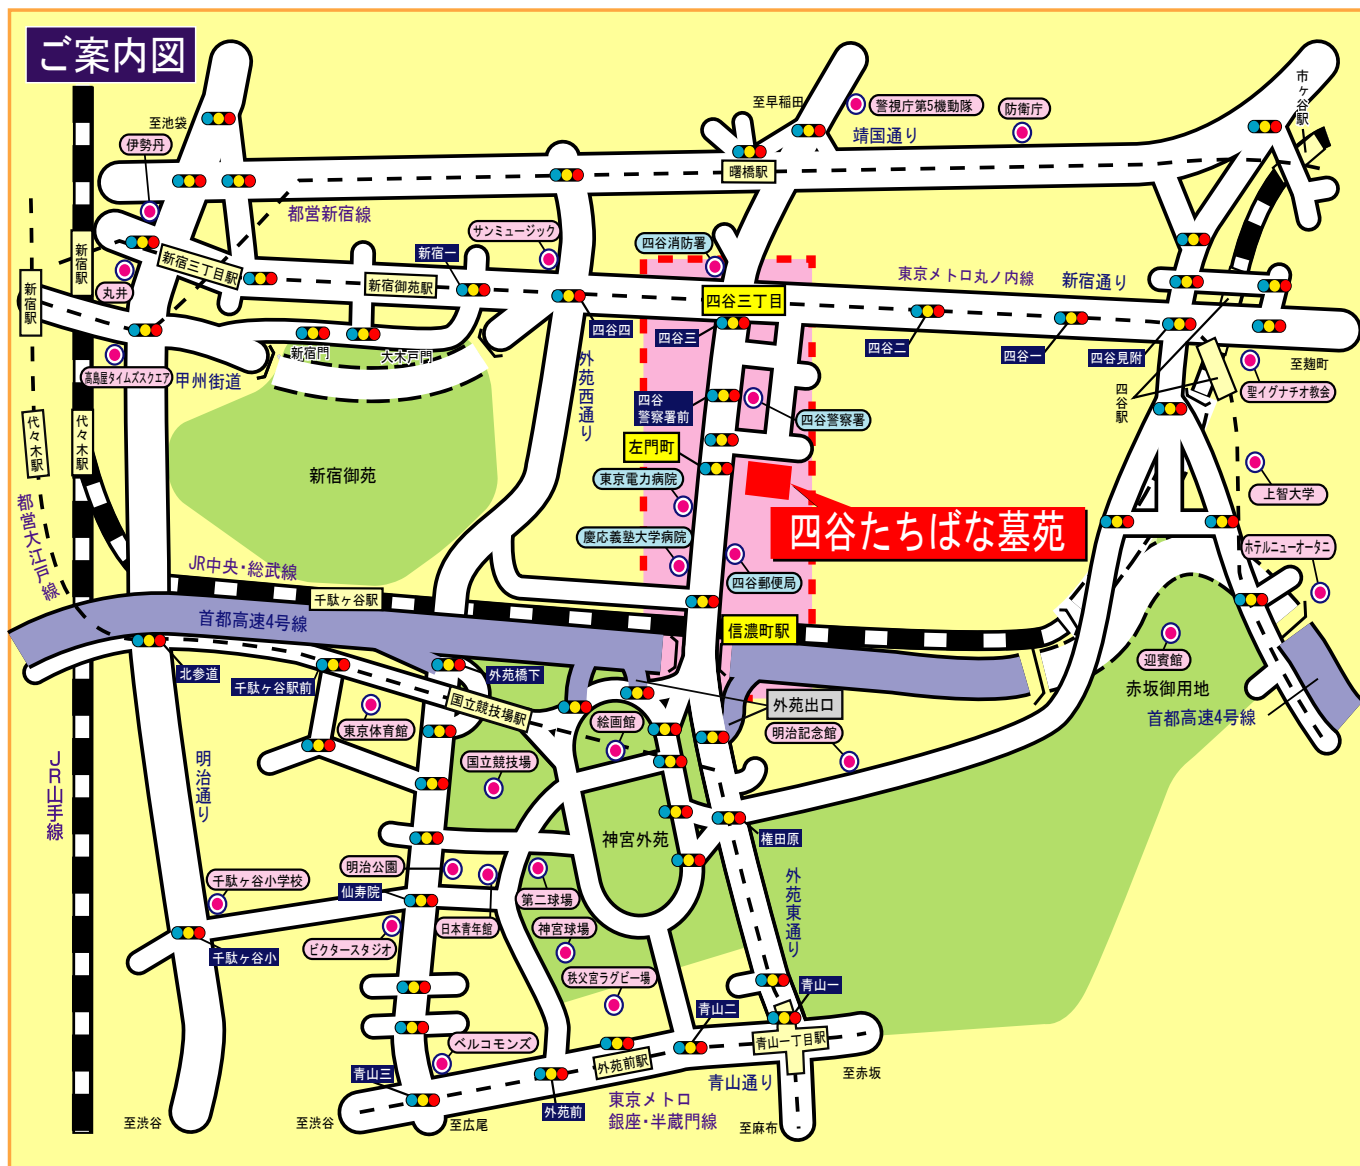 ご案内図
市ヶ谷駅
至早稲田
警視庁第5機動隊
防衛庁
靖国通り
至池袋
伊勢丹
曙橋駅
都営新宿線
サンミュージック
四谷消防署
新宿駅
新宿三丁目駅
新宿一
新宿御苑駅
東京メトロ丸ノ内線
新宿通り
丸井
新宿駅
四谷三丁目
四谷四
四谷三
四谷二
四谷一
四谷見附
至麹町
新宿門
大木戸門
高島屋タイムズスクエア
甲州街道
外苑西通り
四谷駅
聖イグナチオ教会
四谷
警察署前
四谷警察署
代々木駅
代々木駅
左門町
新宿御苑
東京電力病院
上智大学
都営大江戸線
四谷たちばな墓苑
慶応義塾大学病院
ホテルニューオータニ
JR中央・総武線
四谷郵便局
千駄ヶ谷駅
首都高速4号線
信濃町駅
北参道
千駄ヶ谷駅前
外苑橋下
迎賓館
赤坂御用地
国立競技場駅
外苑出口
首都高速4号線
東京体育館
絵画館
明治記念館
JR山手線
明治通り
国立競技場
神宮外苑
権田原
明治公園
千駄ヶ谷小学校
仙寿院
第二球場
外苑東通り
日本青年館
神宮球場
ビクタースタジオ
千駄ヶ谷小
秩父宮ラグビー場
青山一
青山二
ベルコモンズ
青山一丁目駅
外苑前駅
青山三
青山通り
至赤坂
外苑前
東京メトロ
銀座・半蔵門線
至渋谷
至渋谷
至広尾
至麻布